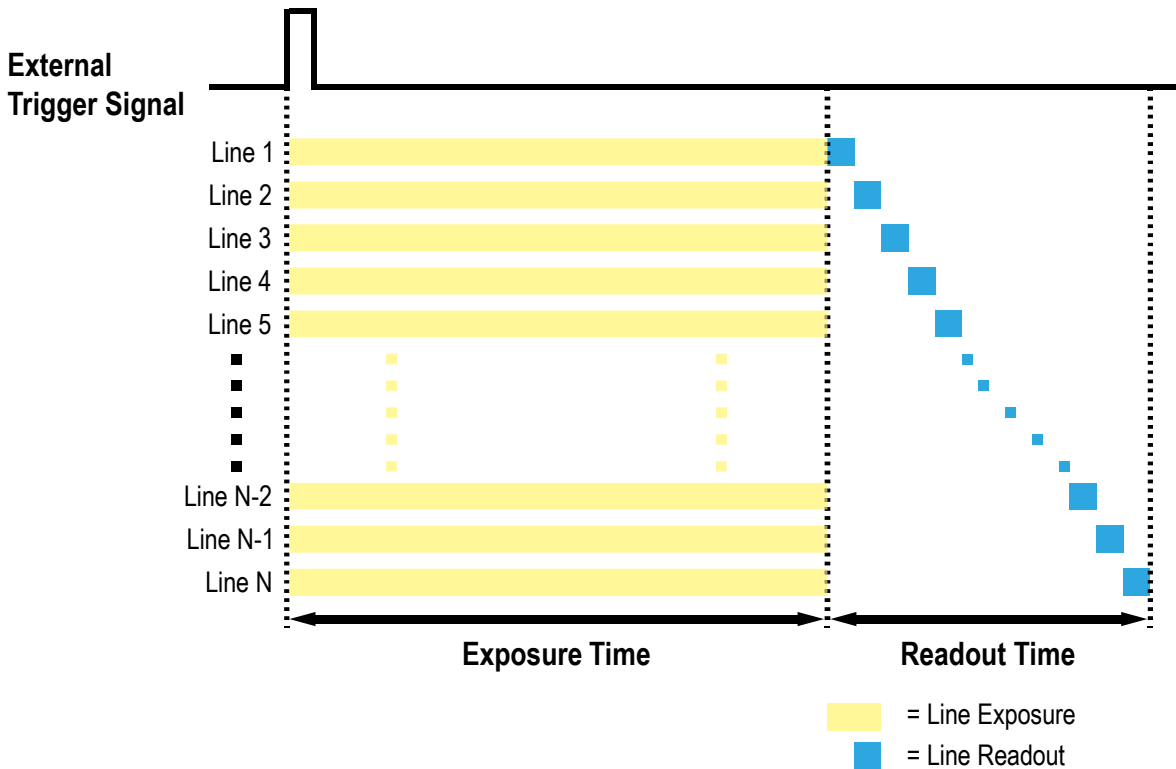 External
Trigger Signal
Line 1
Line 2
Line 3
Line 4
Line 5
Line N-2
Line N-1
Line N
Exposure Time
Readout Time
= Line Exposure
= Line Readout